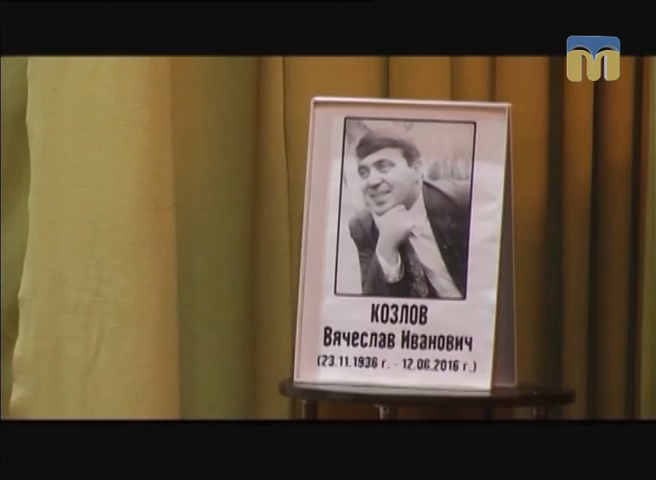 КОЗЛОВ
Вячеслав Иванович
(23.11.1936 г. - 12.06.2016 г.)